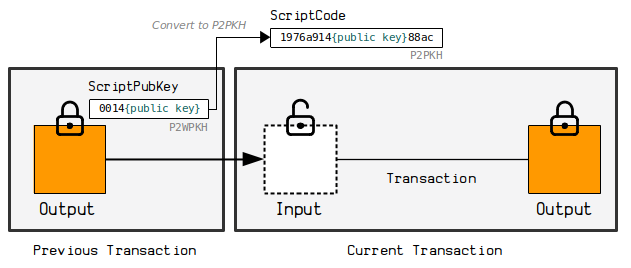 ScriptCode
Convert to P2PKH
1976a914{public key}88ac
P2PKH
ScriptPubKey
0014{public key}
P2WPKH
Transaction
Output
Input
Output
Previous Transaction
Current Transaction